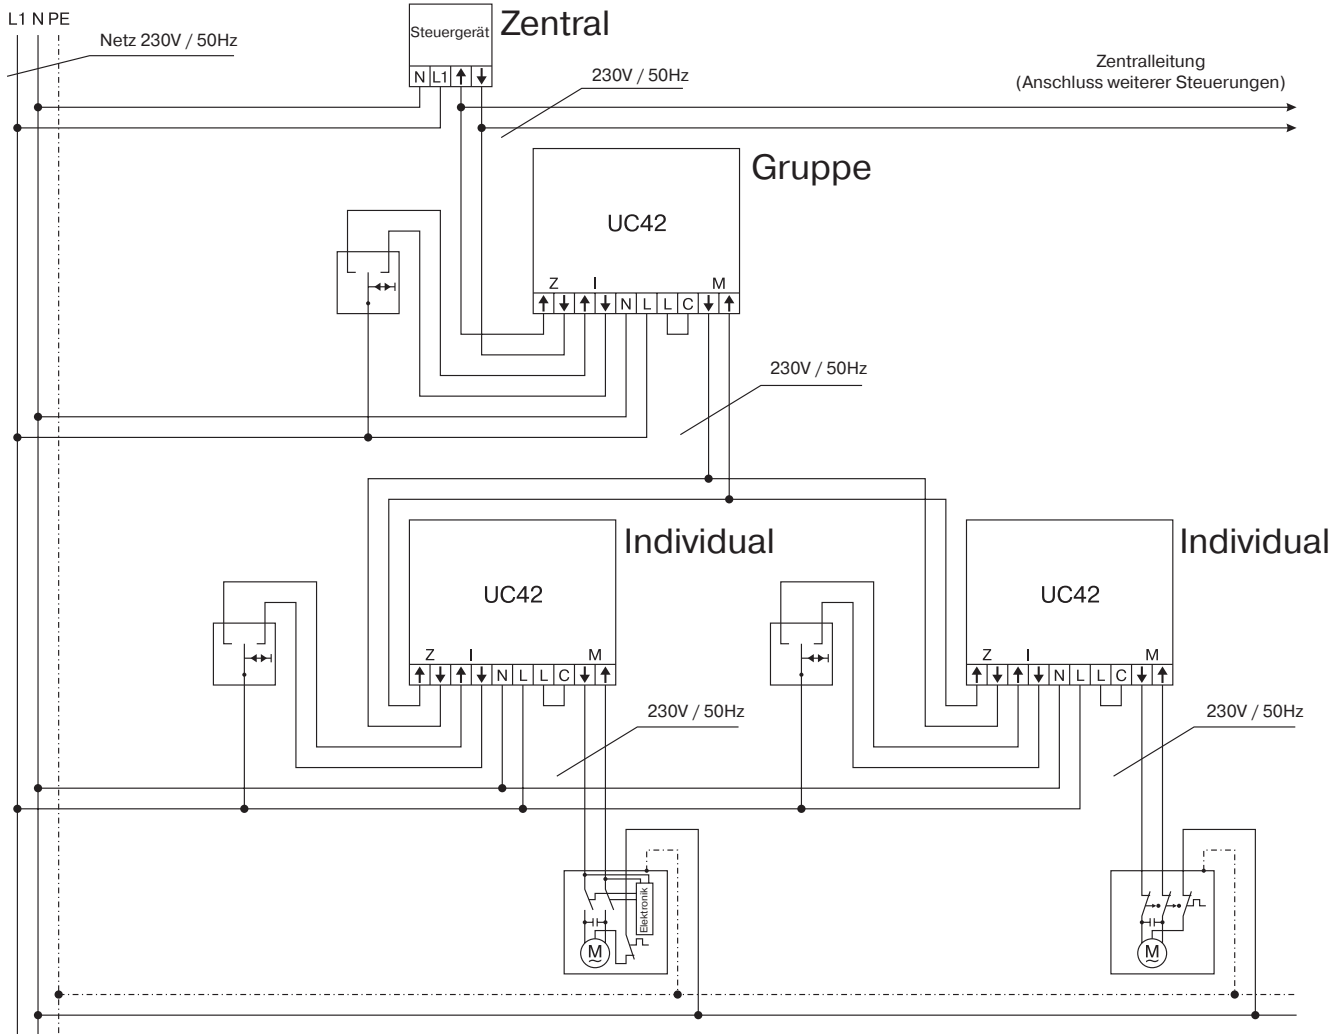 L1 N PE
Netz 230V / 50Hz
Steuergerät
Zentral
N L1 ↑ ↓
230V / 50Hz
Zentralleitung
(Anschluss weiterer Steuerungen)
Gruppe
UC42
Z I M
↑ ↓ ↑ ↓ N L L C ↓ ↑
230V / 50Hz
Individual
UC42
Z I M
↑ ↓ ↑ ↓ N L L C ↓ ↑
230V / 50Hz
Elektronik
M
~
Individual
UC42
Z I M
↑ ↓ ↑ ↓ N L L C ↓ ↑
230V / 50Hz
M
~